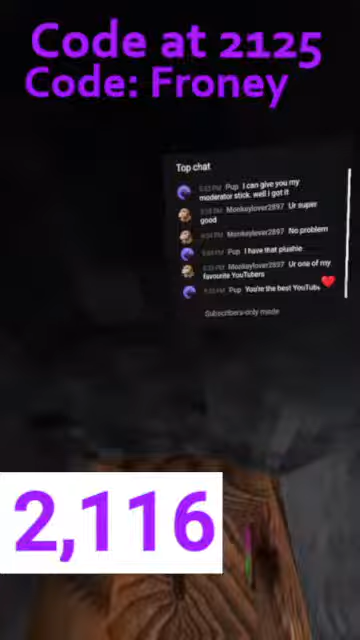 Code at 2125
Code: Froney
Top chat
Pup I can give you my
moderator stick. well i got it
Monkeylover2897 Ur super
good
Monkeylover2897 No problem
Pup I have that plushie
Monkeylover2897 Ur one of my
favourite YouTubers
Pup You're the best YouTube
Subscribers-only mode
2,116